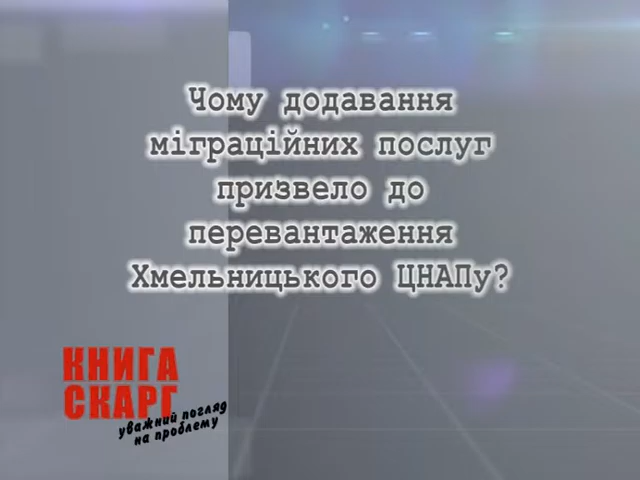 Чому додавання
міграційних послуг
призвело до
перевантаження
Хмельницького ЦНАПу?
КНИГА
СКАРГ
уважний погляд
на проблему